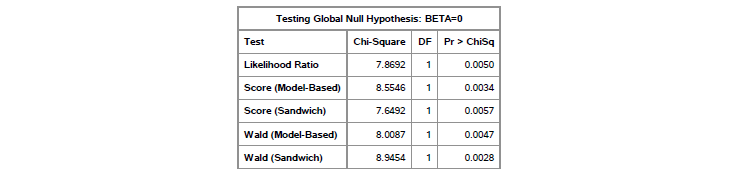 Testing Global Null Hypothesis: BETA=0
Test Chi-Square DF Pr > ChiSq
Likelihood Ratio 7.8692 1 0.0050
Score (Model-Based) 8.5546 1 0.0034
Score (Sandwich) 7.6492 1 0.0057
Wald (Model-Based) 8.0087 1 0.0047
Wald (Sandwich) 8.9454 1 0.0028